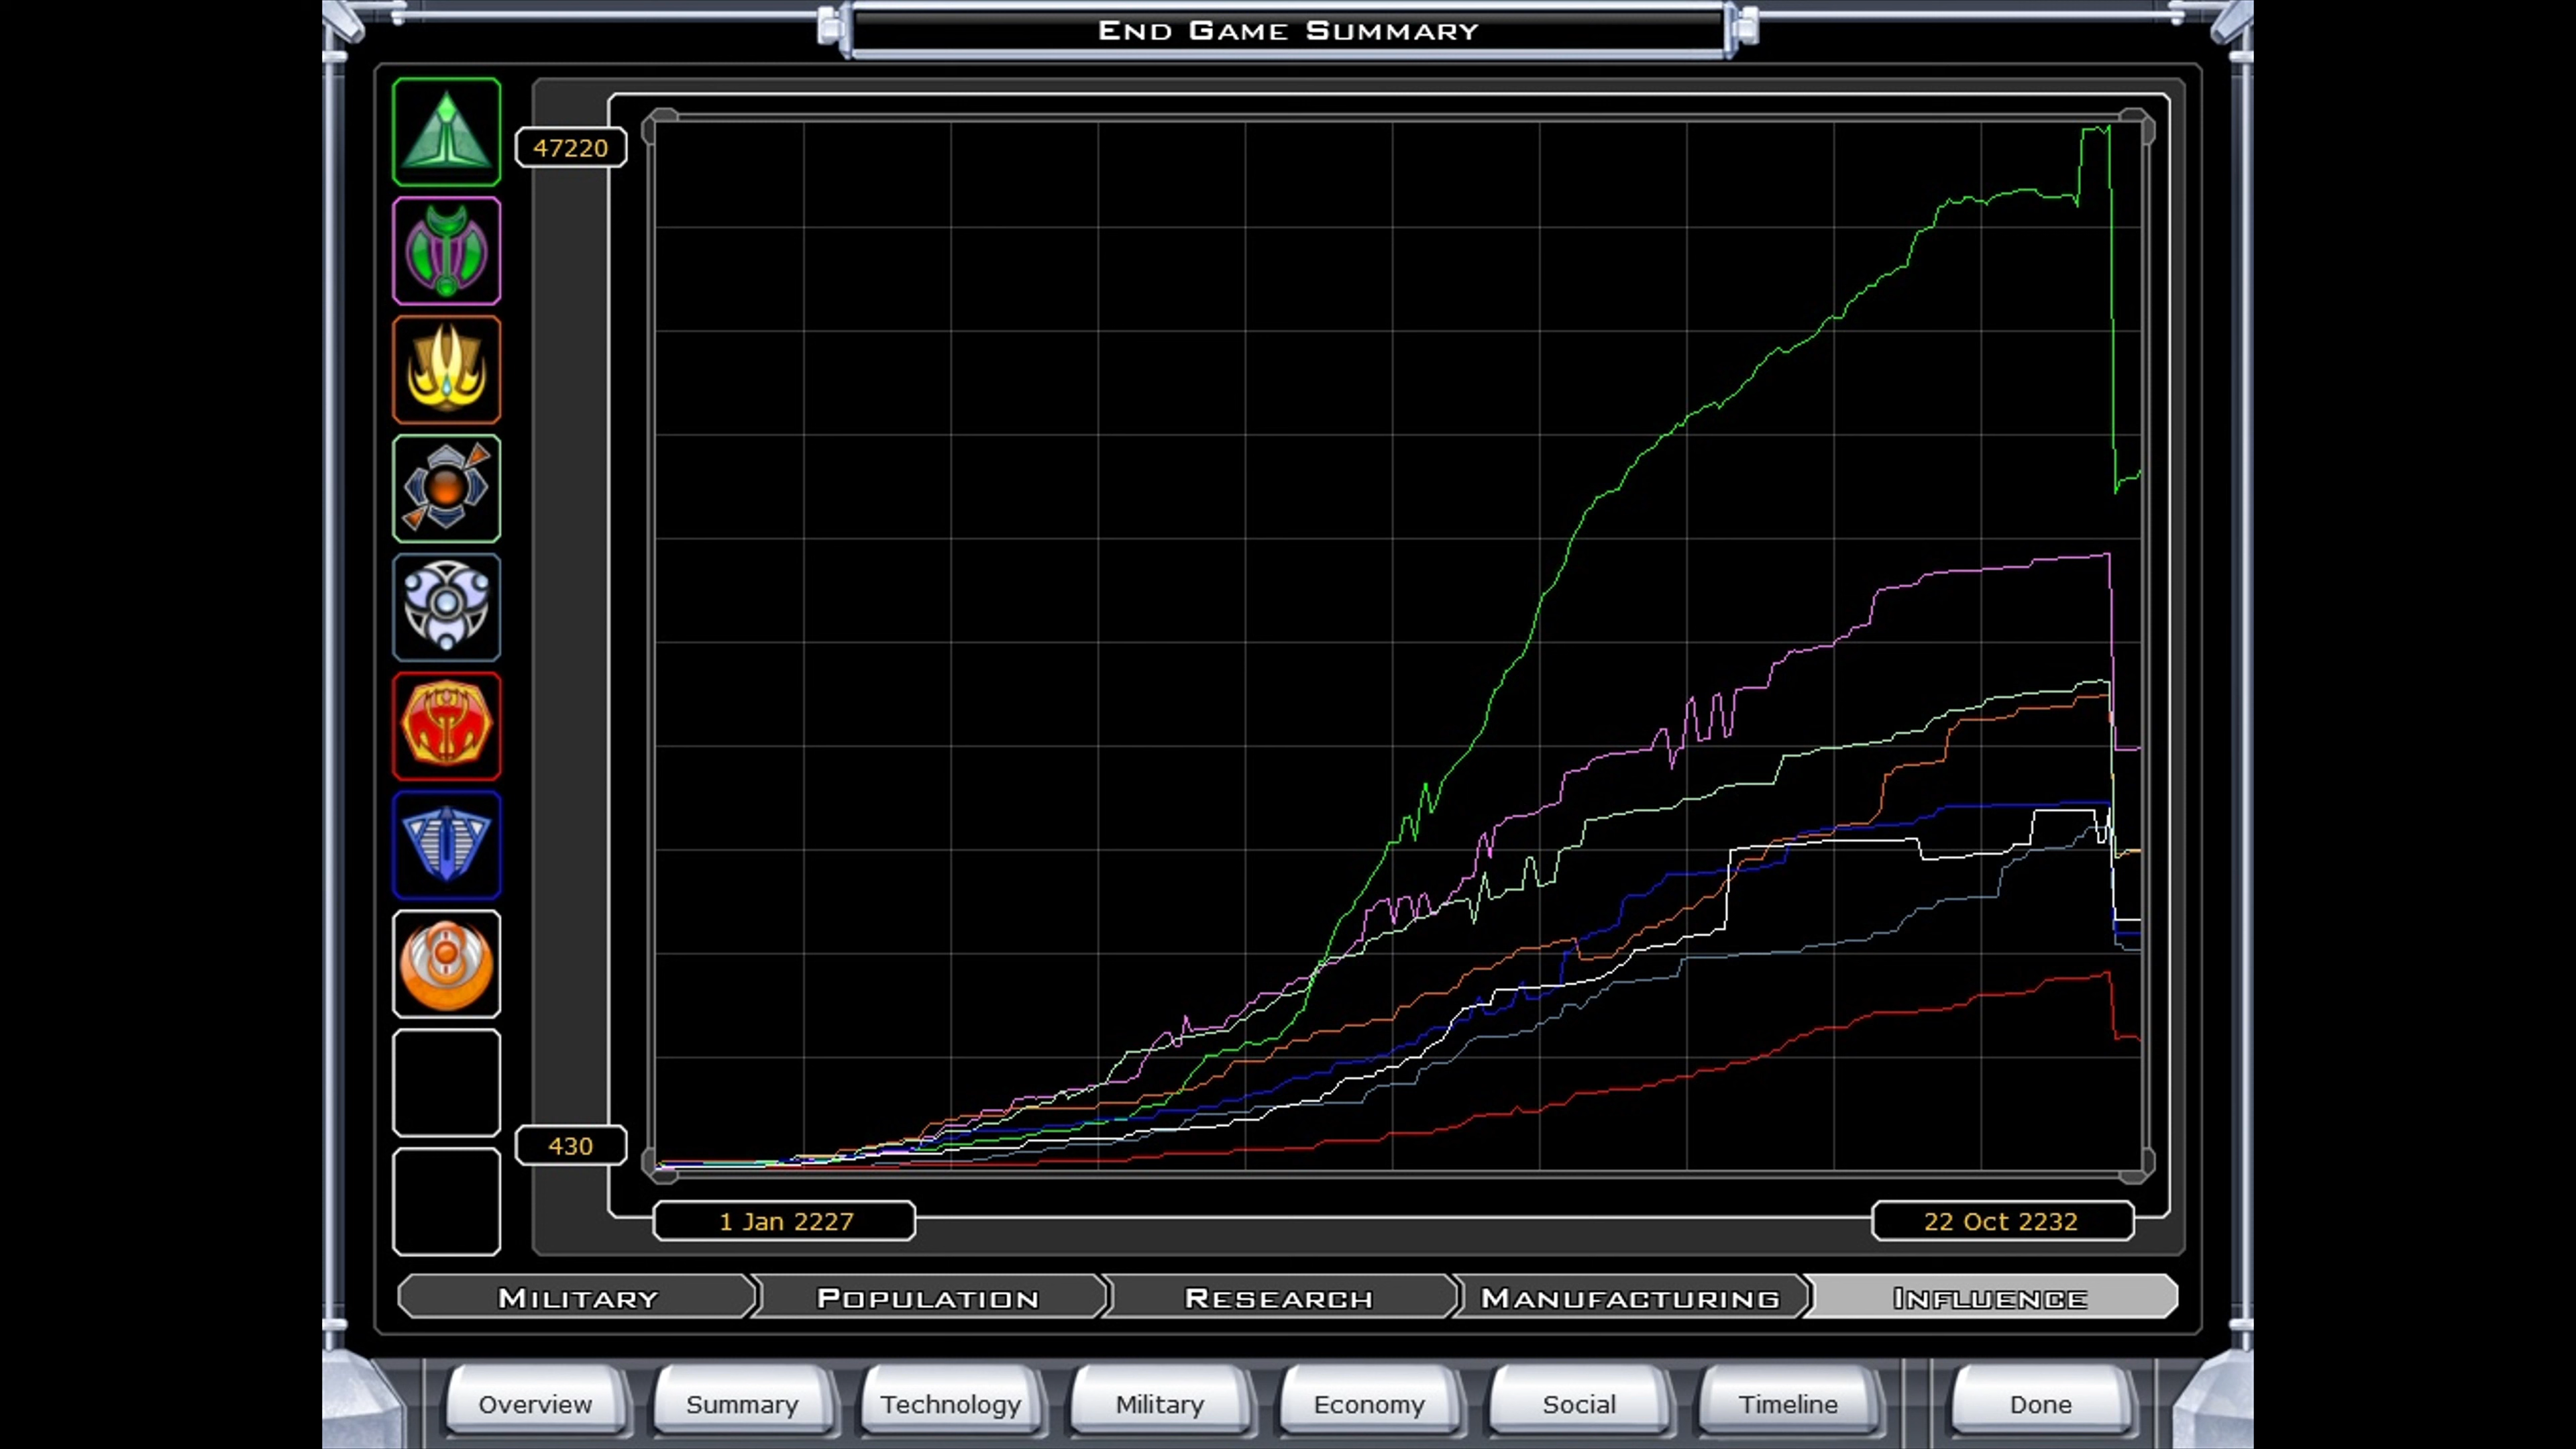 END GAME SUMMARY
47220
430
1 Jan 2227
22 Oct 2232
MILITARY
POPULATION
RESEARCH
MANUFACTURING
INFLUENCE
Overview
Summary
Technology
Military
Economy
Social
Timeline
Done